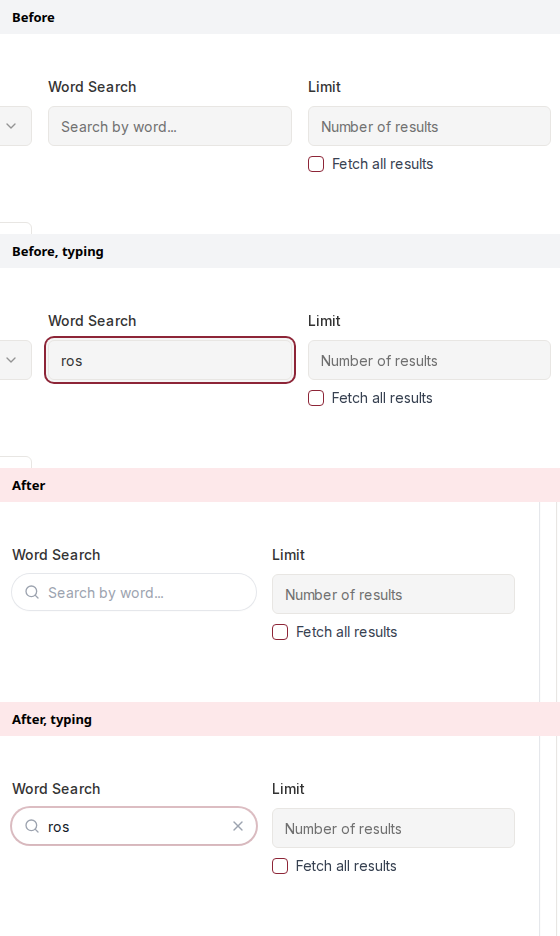 Before
Word Search
Limit
Search by word...
Number of results
Fetch all results
Before, typing
Word Search
Limit
ros
Number of results
Fetch all results
After
Word Search
Limit
Search by word...
Number of results
Fetch all results
After, typing
Word Search
Limit
ros
Number of results
Fetch all results